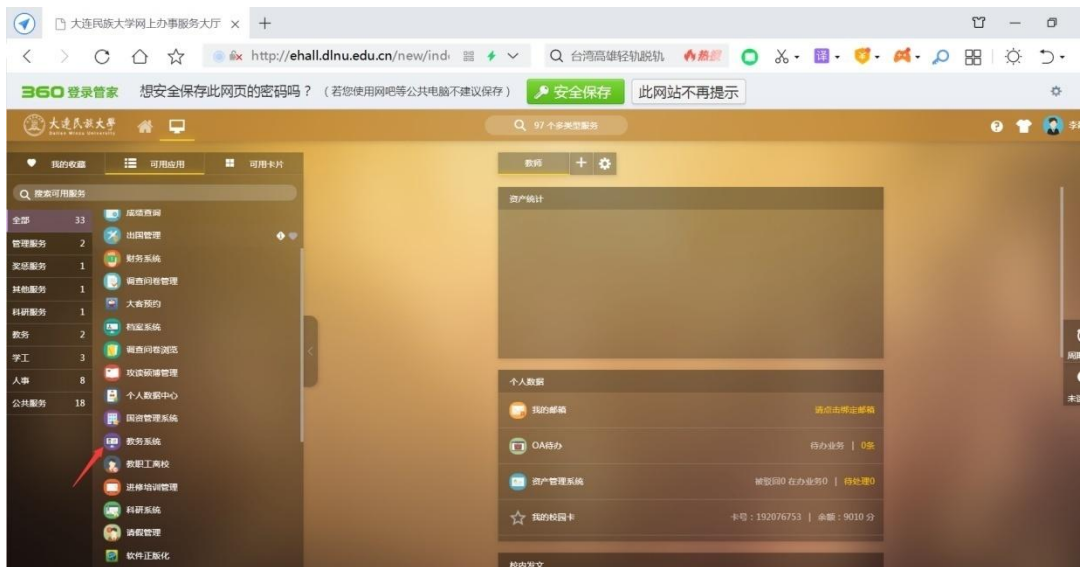 大连民族大学网上办事服务大厅
http://ehall.dlnu.edu.cn/new/ind
台湾高雄轻轨脱轨
热搜
译
360登录管家 想安全保存此网页的密码吗？（若您使用网吧等公共电脑不建议保存） 安全保存 此网站不再提示
大连民族大学
Dalian Minzu University
97 个多类型服务
李
我的收藏 可用应用 可用卡片
搜索可用服务
全部 33
管理服务 2
奖惩服务 1
其他服务 1
科研服务 1
教务 2
学工 3
人事 8
公共服务 18
成绩查询
出国管理
财务系统
调查问卷管理
大客预约
档案系统
调查问卷浏览
攻读硕博管理
个人数据中心
国资管理系统
教务系统
教职工离校
进修培训管理
科研系统
请假管理
软件正版化
教师
资产统计
个人数据
我的邮箱 请点击绑定邮箱
OA待办 待办业务 | 0条
资产管理系统 被驳回0 在办业务0 | 待处理0
我的校园卡 卡号：192076753 | 余额：9010 分
校内发文